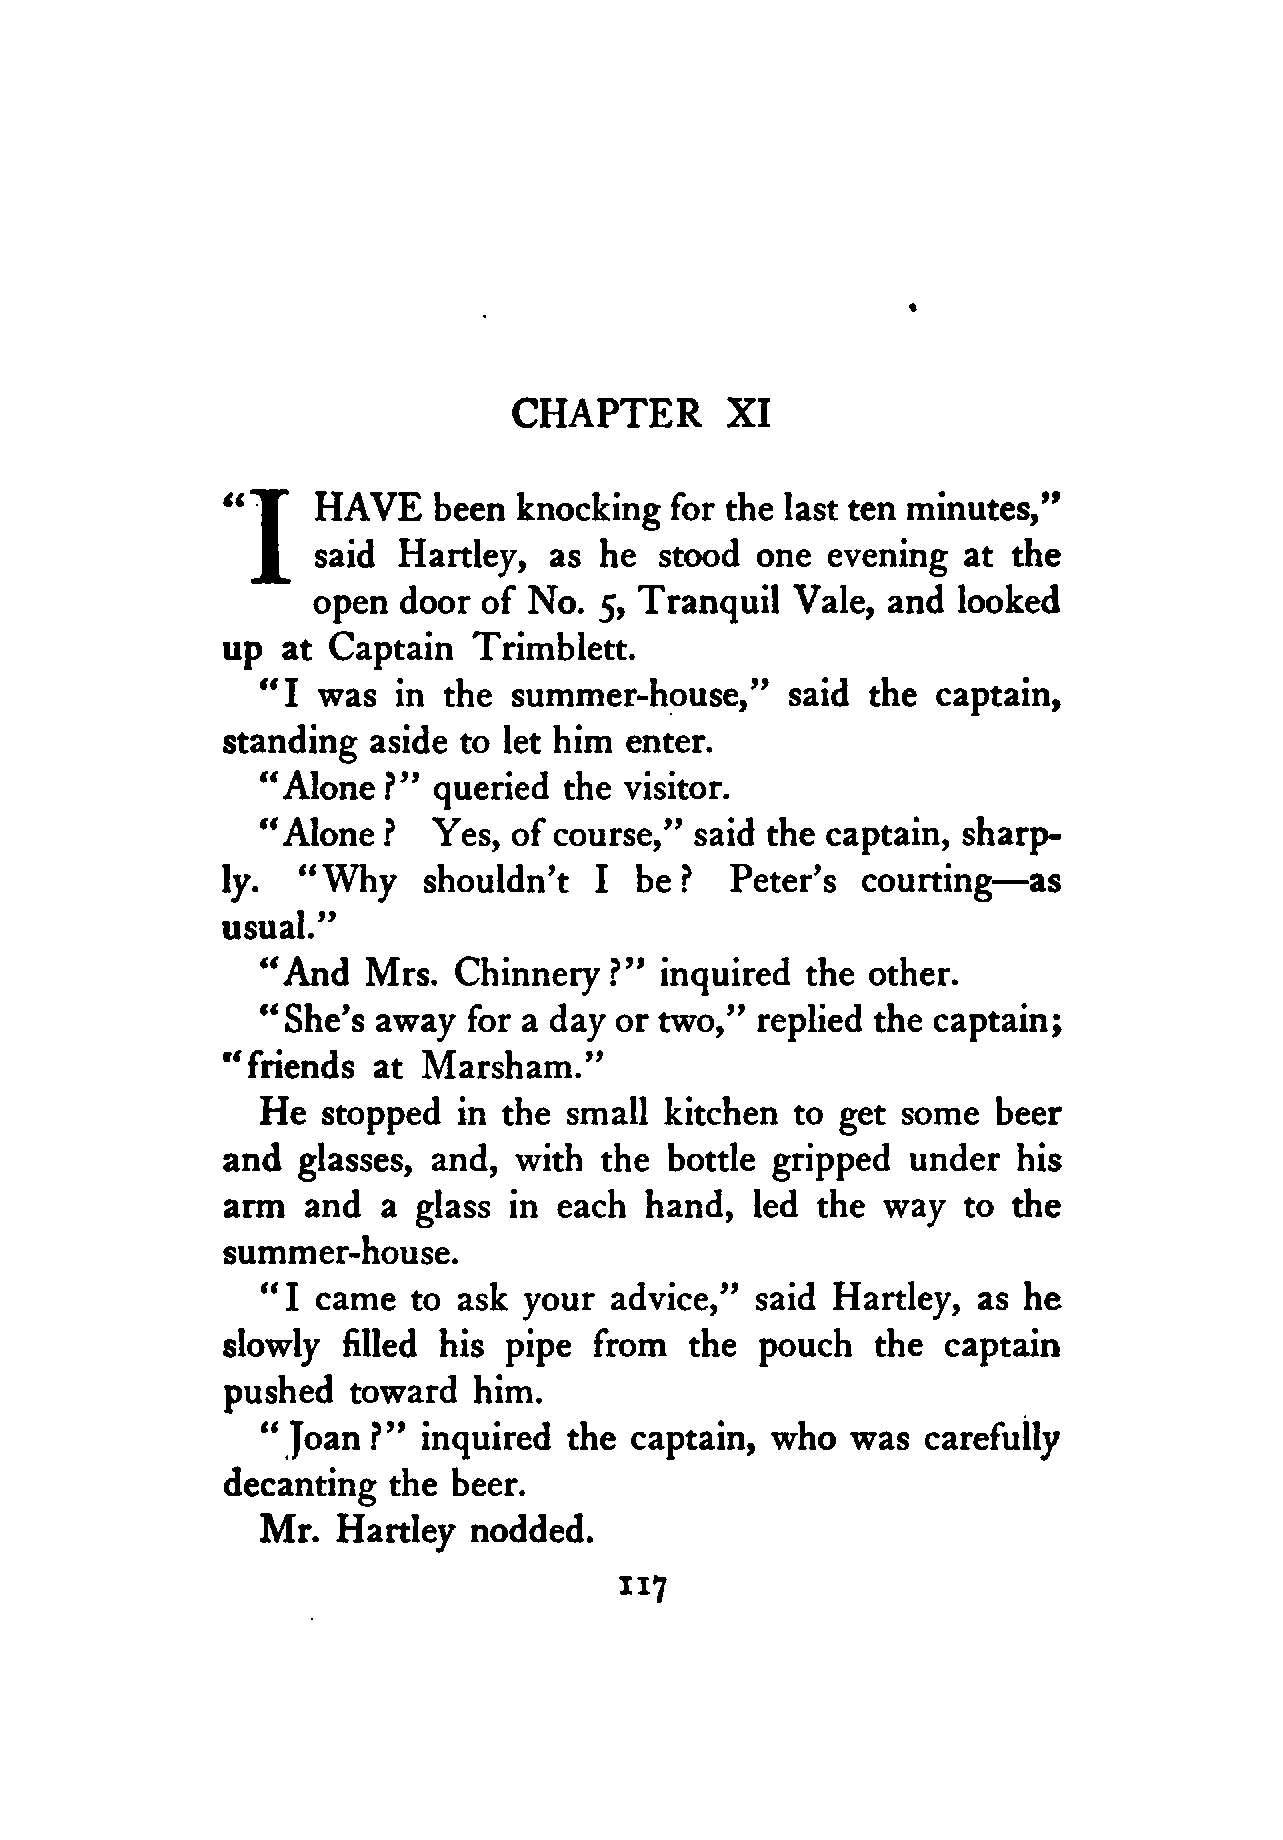 CHAPTER XI
“I HAVE been knocking for the last ten minutes,”
said Hartley, as he stood one evening at the
open door of No. 5, Tranquil Vale, and looked
up at Captain Trimblett.
“I was in the summer-house,” said the captain,
standing aside to let him enter.
“Alone?” queried the visitor.
“Alone? Yes, of course,” said the captain, sharp-
ly. “Why shouldn’t I be? Peter’s courting—as
usual.”
“And Mrs. Chinnery?” inquired the other.
“She’s away for a day or two,” replied the captain;
“friends at Marsham.”
He stopped in the small kitchen to get some beer
and glasses, and, with the bottle gripped under his
arm and a glass in each hand, led the way to the
summer-house.
“I came to ask your advice,” said Hartley, as he
slowly filled his pipe from the pouch the captain
pushed toward him.
“Joan?” inquired the captain, who was carefully
decanting the beer.
Mr. Hartley nodded.
117